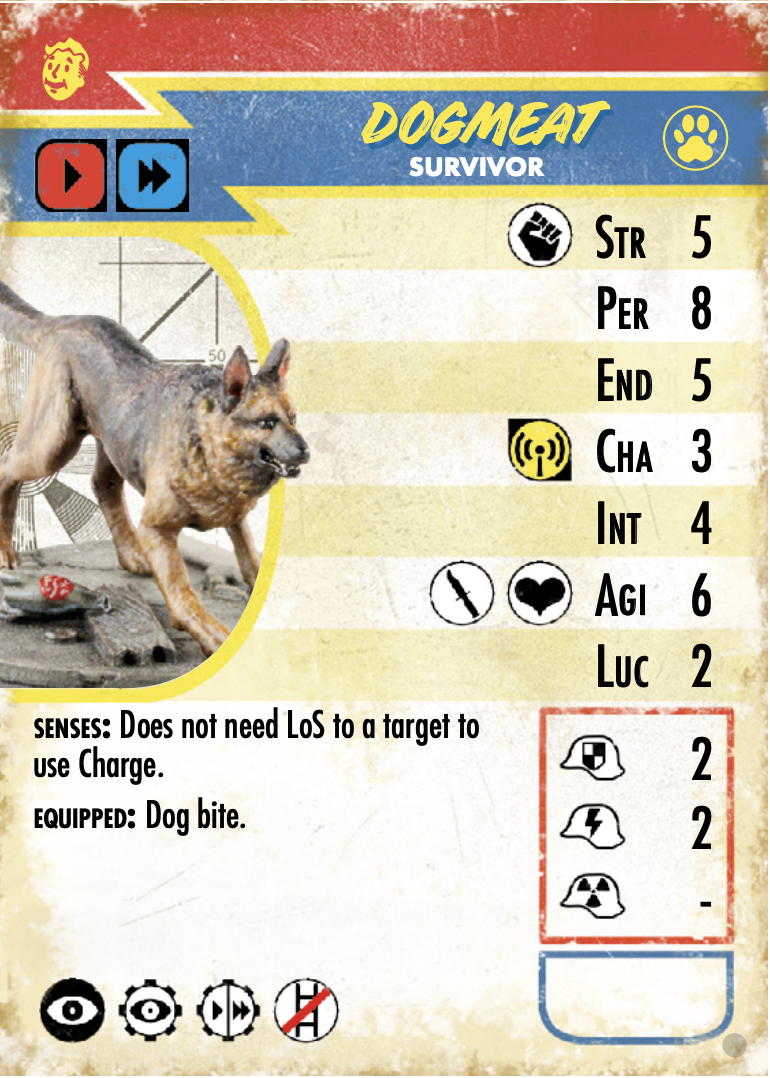 DOGMEAT
SURVIVOR
STR 5
PER 8
END 5
50
CHA 3
INT 4
AGI 6
LUC 2
SENSES: Does not need LoS to a target to
use Charge.
EQUIPPED: Dog bite.
2
2
-